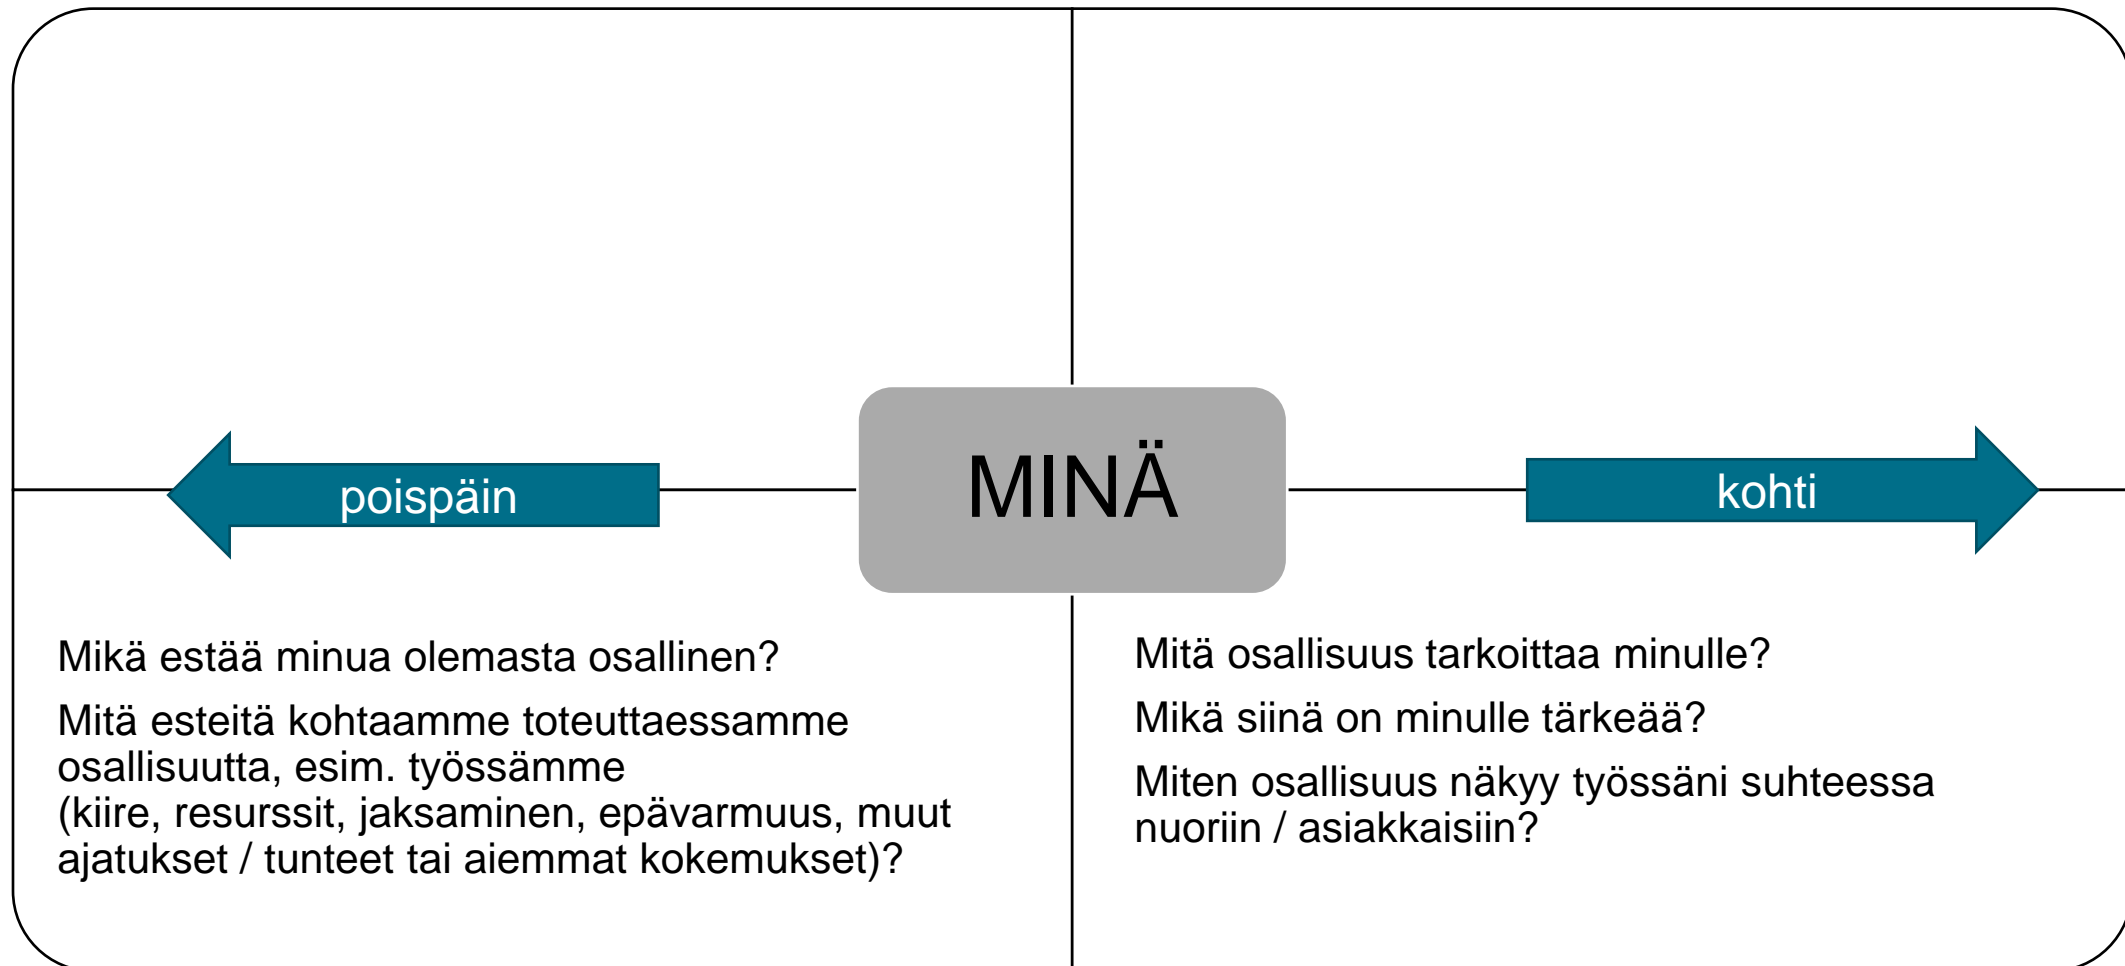 MINÄ
poispäin
kohti
Mikä estää minua olemasta osallinen?
Mitä esteitä kohtaamme toteuttaessamme
osallisuutta, esim. työssämme
(kiire, resurssit, jaksaminen, epävarmuus, muut
ajatukset / tunteet tai aiemmat kokemukset)?
Mitä osallisuus tarkoittaa minulle?
Mikä siinä on minulle tärkeää?
Miten osallisuus näkyy työssäni suhteessa
nuoriin / asiakkaisiin?